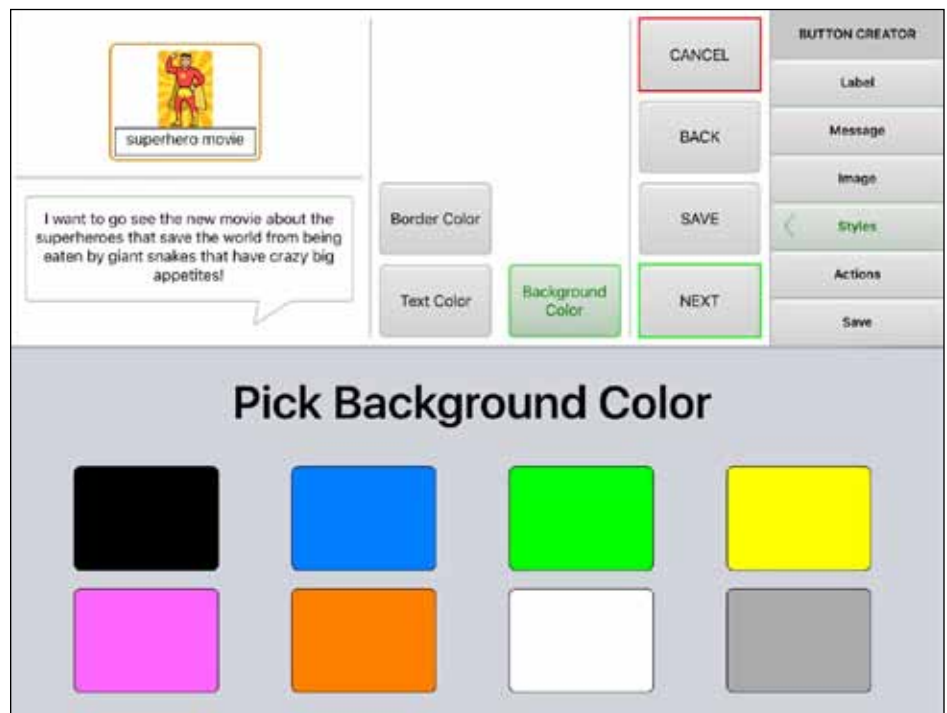 superhero movie
I want to go see the new movie about the
superheroes that save the world from being
eaten by giant snakes that have crazy big
appetites!
Border Color
Text Color
Background
Color
CANCEL
BACK
SAVE
NEXT
BUTTON CREATOR
Label
Message
Image
Styles
Actions
Save
Pick Background Color